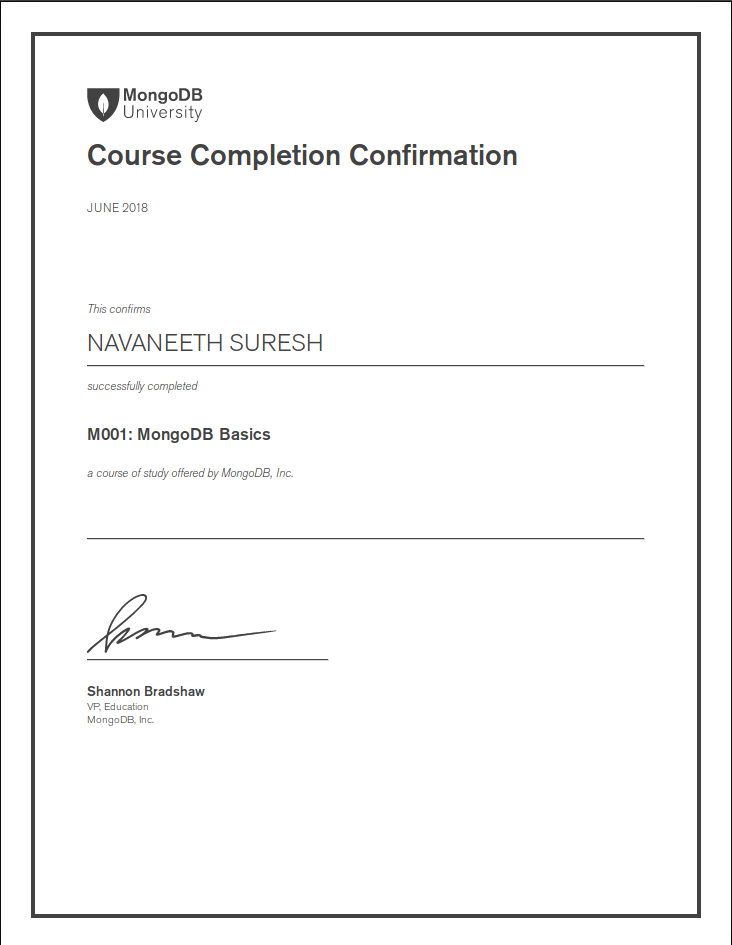 MongoDB
University
Course Completion Confirmation
JUNE 2018
This confirms
NAVANEETH SURESH
successfully completed
M001: MongoDB Basics
a course of study offered by MongoDB, Inc.
Shannon Bradshaw
VP, Education
MongoDB, Inc.